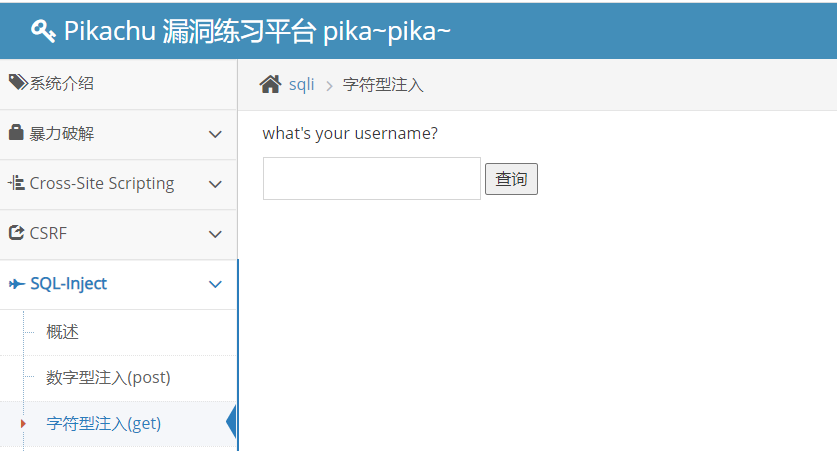 Pikachu 漏洞练习平台 pika~pika~
系统介绍
暴力破解
Cross-Site Scripting
CSRF
SQL-Inject
概述
数字型注入(post)
字符型注入(get)
sqli > 字符型注入
what's your username?
查询